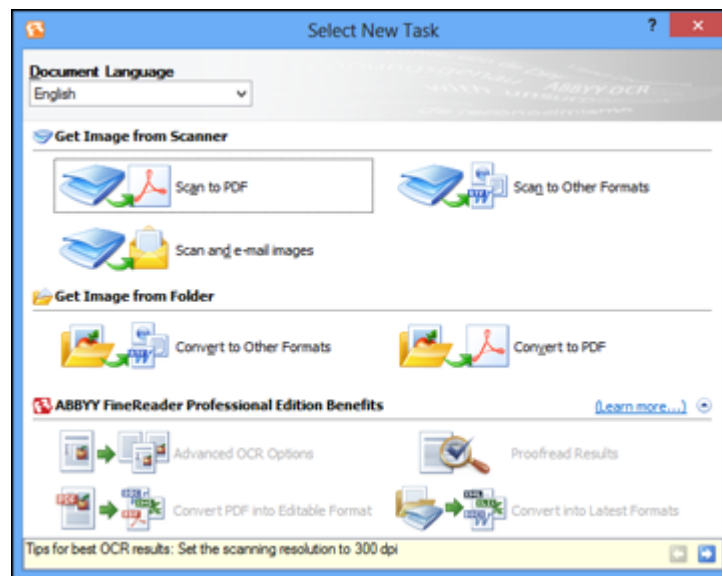 Select New Task
?
Document Language
English
ABBYY OCR
Get Image from Scanner
Scan to PDF
Scan to Other Formats
Scan and e-mail images
Get Image from Folder
Convert to Other Formats
Convert to PDF
ABBYY FineReader Professional Edition Benefits
(Learn more...)
Advanced OCR Options
Proofread Results
Convert PDF into Editable Format
Convert into Latest Formats
Tips for best OCR results: Set the scanning resolution to 300 dpi